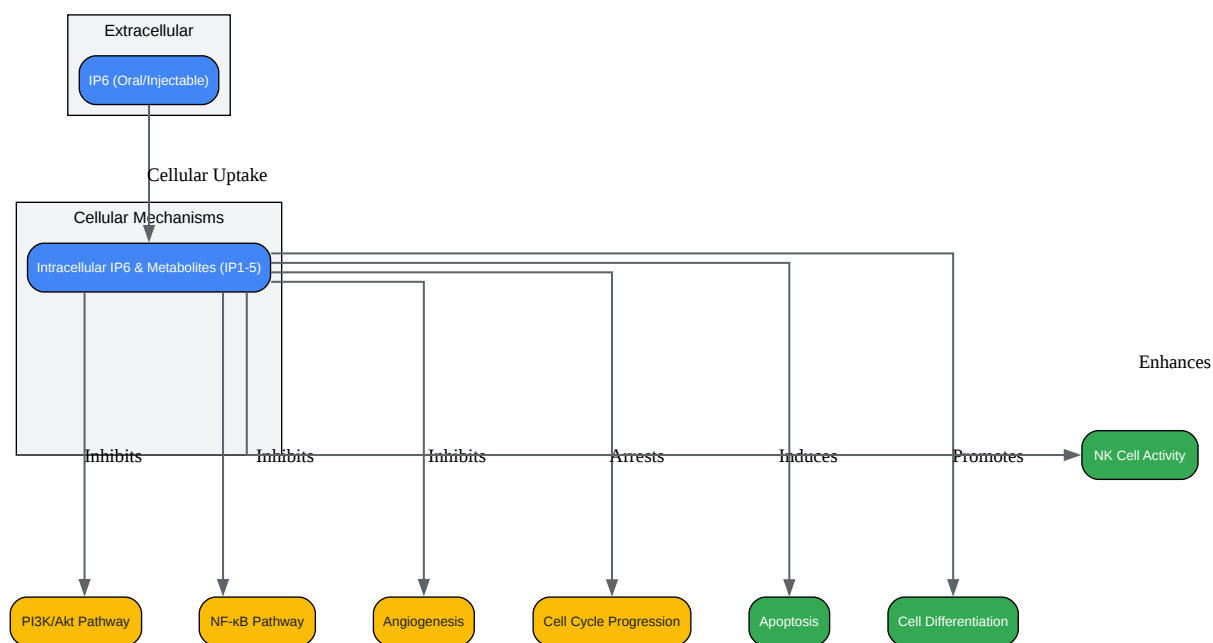 Extracellular
IP6 (Oral/Injectable)
Cellular Uptake
Cellular Mechanisms
Intracellular IP6 & Metabolites (IP1-5)
Enhances
Inhibits
Inhibits
Inhibits
Arrests
Induces
Promotes
NK Cell Activity
PI3K/Akt Pathway
NF-κB Pathway
Angiogenesis
Cell Cycle Progression
Apoptosis
Cell Differentiation